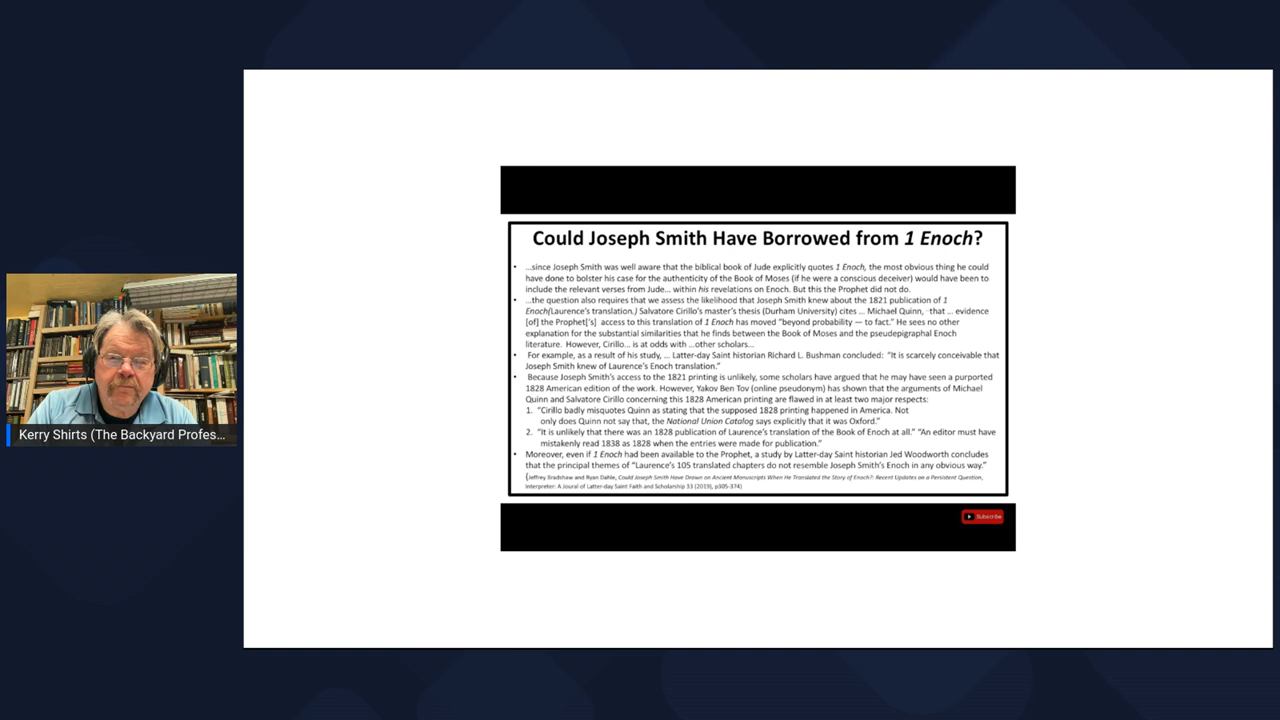 Could Joseph Smith Have Borrowed from 1 Enoch?
• ...since Joseph Smith was well aware that the biblical book of Jude explicitly quotes 1 Enoch, the most obvious thing he could
have done to bolster his case for the authenticity of the Book of Moses (if he were a conscious deceiver) would have been to
include the relevant verses from Jude... within his revelations on Enoch. But this the Prophet did not do.
• ...the question also requires that we assess the likelihood that Joseph Smith knew about the 1821 publication of 1
Enoch(Laurence's translation.) Salvatore Cirillo's master's thesis (Durham University) cites ... Michael Quinn, that ... evidence
[of] the Prophet['s] access to this translation of 1 Enoch has moved "beyond probability — to fact." He sees no other
explanation for the substantial similarities that he finds between the Book of Moses and the pseudepigraphal Enoch
literature. However, Cirillo... is at odds with ...other scholars...
• For example, as a result of his study, ... Latter-day Saint historian Richard L. Bushman concluded: "It is scarcely conceivable that
Joseph Smith knew of Laurence's Enoch translation."
• Because Joseph Smith's access to the 1821 printing is unlikely, some scholars have argued that he may have seen a purported
1828 American edition of the work. However, Yakov Ben Tov (online pseudonym) has shown that the arguments of Michael
Quinn and Salvatore Cirillo concerning this 1828 American printing are flawed in at least two major respects:
1. "Cirillo badly misquotes Quinn as stating that the supposed 1828 printing happened in America. Not
only does Quinn not say that, the National Union Catalog says explicitly that it was Oxford."
2. "It is unlikely that there was an 1828 publication of Laurence's translation of the Book of Enoch at all." "An editor must have
mistakenly read 1838 as 1828 when the entries were made for publication."
• Moreover, even if 1 Enoch had been available to the Prophet, a study by Latter-day Saint historian Jed Woodworth concludes
that the principal themes of "Laurence's 105 translated chapters do not resemble Joseph Smith's Enoch in any obvious way."
(Jeffrey Bradshaw and Ryan Dahle, Could Joseph Smith Have Drawn on Ancient Manuscripts When He Translated the Story of Enoch?: Recent Updates on a Persistent Question,
Interpreter: A Joural of Latter-day Saint Faith and Scholarship 33 (2019), p305-374)
Subscribe
Kerry Shirts (The Backyard Profes...